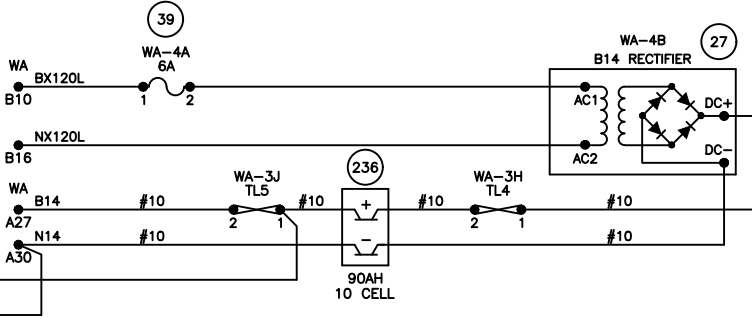 39
WA-4A
6A
WA
BX120L
B10
1
2
WA-4B
B14 RECTIFIER
27
AC1
DC+
NX120L
B16
AC2
DC-
236
WA
B14
A27
#10
WA-3J
TL5
2
1
#10
+
#10
WA-3H
TL4
2
1
#10
N14
A30
#10
-
#10
90AH
10 CELL